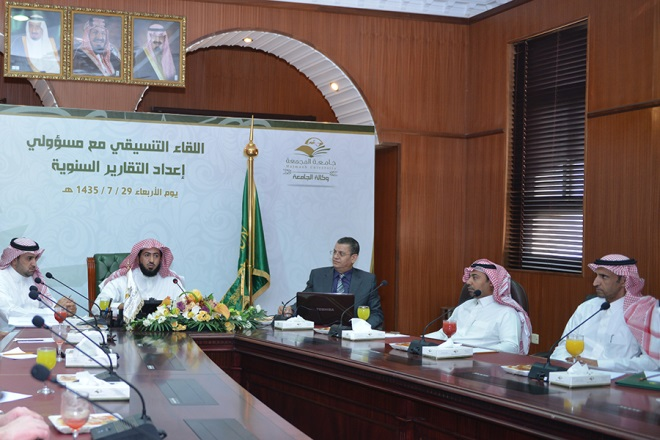 اللقاء التنسيقي مع مسؤولي
إعداد التقارير السنوية
يوم الأربعاء 29 / 7 / 1435 هـ
جامعة المجمعة
وكالة الجامعة